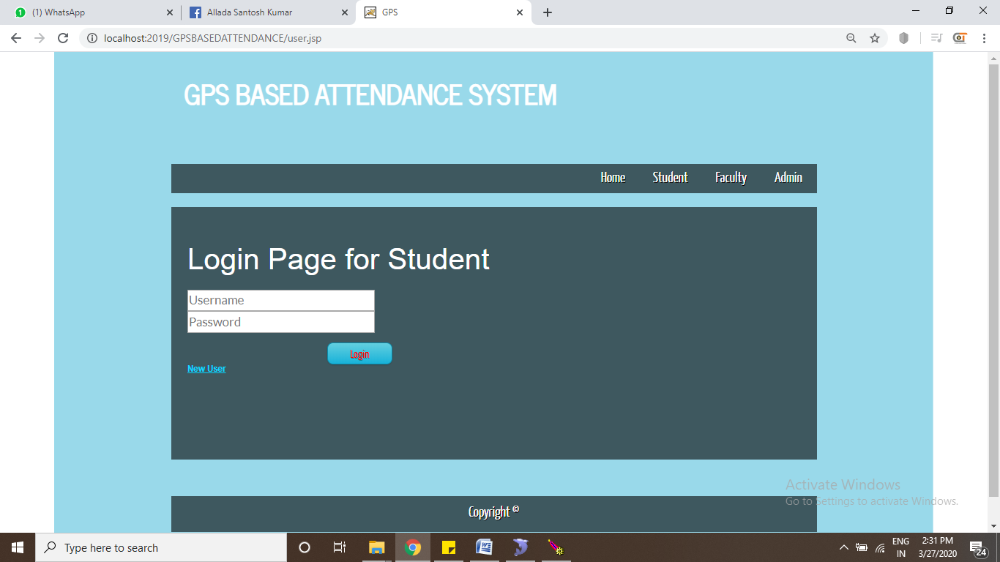 (1) WhatsApp
Allada Santosh Kumar
GPS
localhost:2019/GPSBASEDATTENDANCE/user.jsp
GPS BASED ATTENDANCE SYSTEM
Home Student Faculty Admin
Login Page for Student
Username
Password
Login
New User
Activate Windows
Go to Settings to activate Windows.
Copyright ©
Type here to search
ENG
IN
2:31 PM
3/27/2020
24